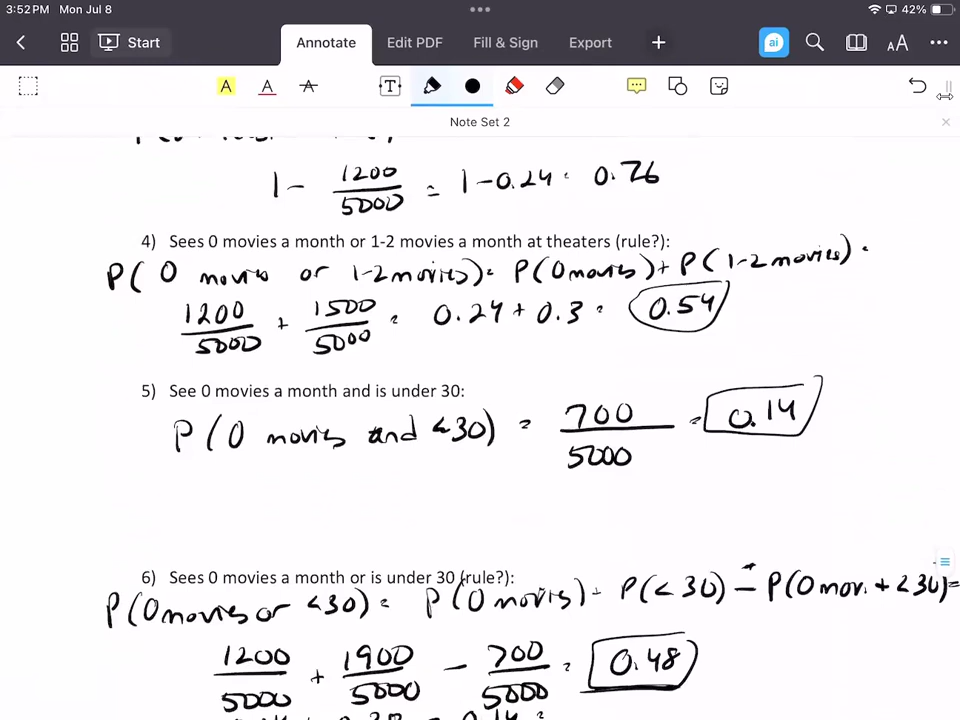 3:52 PM Mon Jul 8 42%
Start Annotate Edit PDF Fill & Sign Export + ai AA
A A A T
Note Set 2
1 - 1200/5000 = 1 - 0.24 = 0.76
4) Sees 0 movies a month or 1-2 movies a month at theaters (rule?):
P( 0 movies or 1-2 movies) = P(0 movies) + P( 1-2 movies) =
1200/5000 + 1500/5000 = 0.24 + 0.3 = 0.54
5) See 0 movies a month and is under 30:
P( 0 movies and <30) = 700/5000 = 0.14
6) Sees 0 movies a month or is under 30 (rule?):
P(0 movies or <30) = P(0 movies) + P(< 30) - P(0 movi. + <30) =
1200/5000 + 1900/5000 - 700/5000 = 0.48